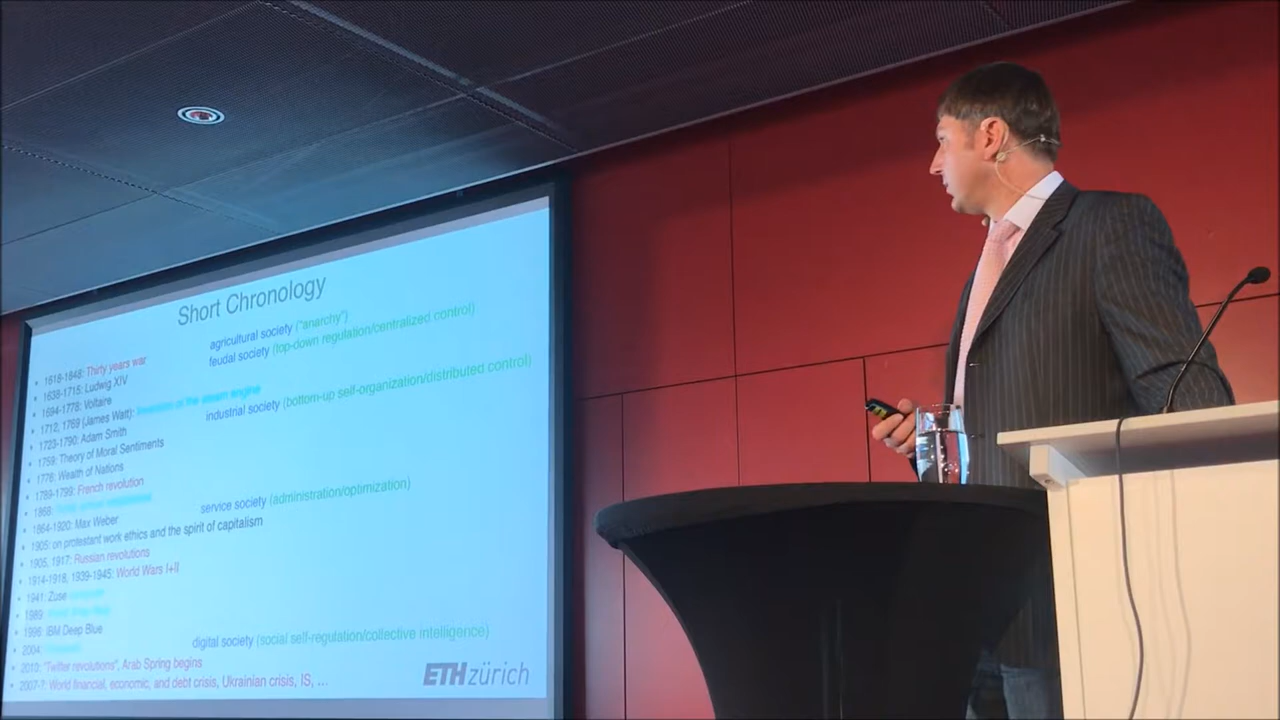 Short Chronology
agricultural society ("anarchy")
• 1618-1648: Thirty years war feudal society (top-down regulation/centralized control)
• 1638-1715: Ludwig XIV
• 1694-1778: Voltaire
• 1712, 1769 (James Watt): Invention of the steam engine
industrial society (bottom-up self-organization/distributed control)
• 1723-1790: Adam Smith
• 1759: Theory of Moral Sentiments
• 1776: Wealth of Nations
• 1789-1799: French revolution
• 1868:
• 1864-1920: Max Weber service society (administration/optimization)
• 1905: on protestant work ethics and the spirit of capitalism
• 1905, 1917: Russian revolutions
• 1914-1918, 1939-1945: World Wars I+II
• 1941: Zuse
• 1989:
• 1996: IBM Deep Blue
• 2004: digital society (social self-regulation/collective intelligence)
• 2010: "Twitter revolutions", Arab Spring begins
• 2007-?: World financial, economic, and debt crisis, Ukrainian crisis, IS, ...
ETH zürich